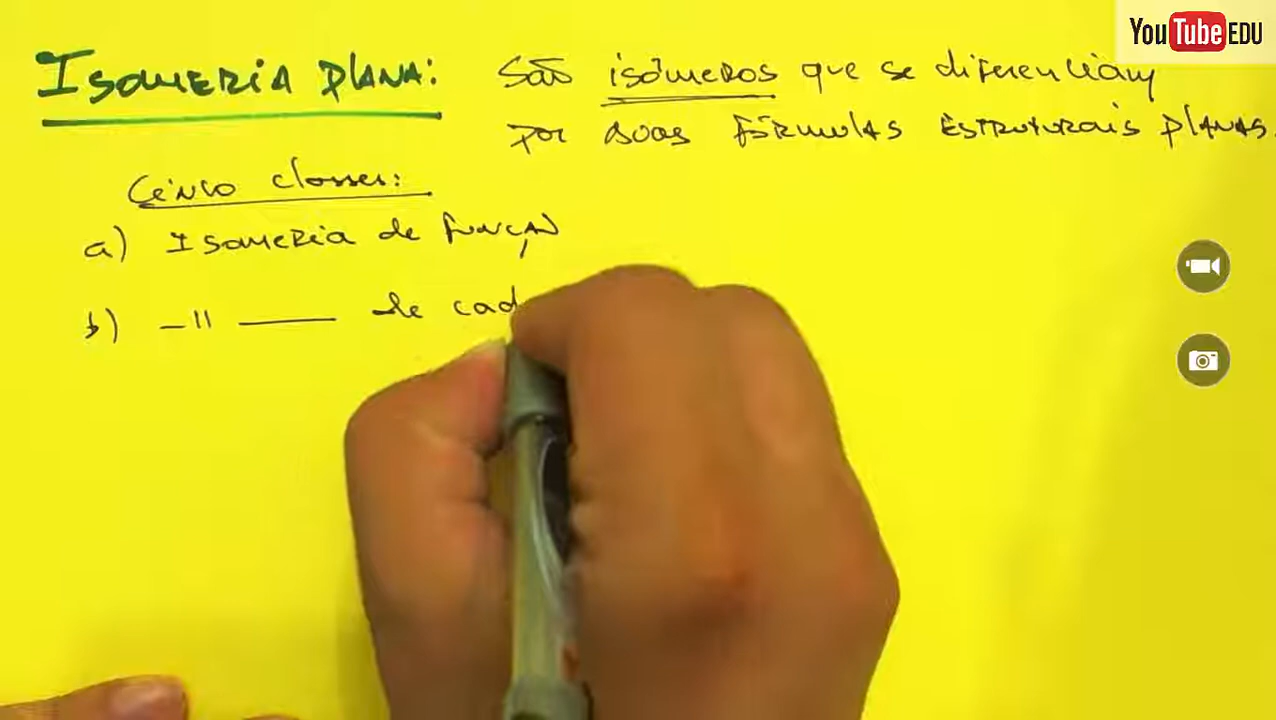 YouTube EDU
Isomeria plana: São isômeros que se diferenciam
por suas fórmulas estruturais planas.
Cinco classes:
a) Isomeria de função
b) —〃—— de cad